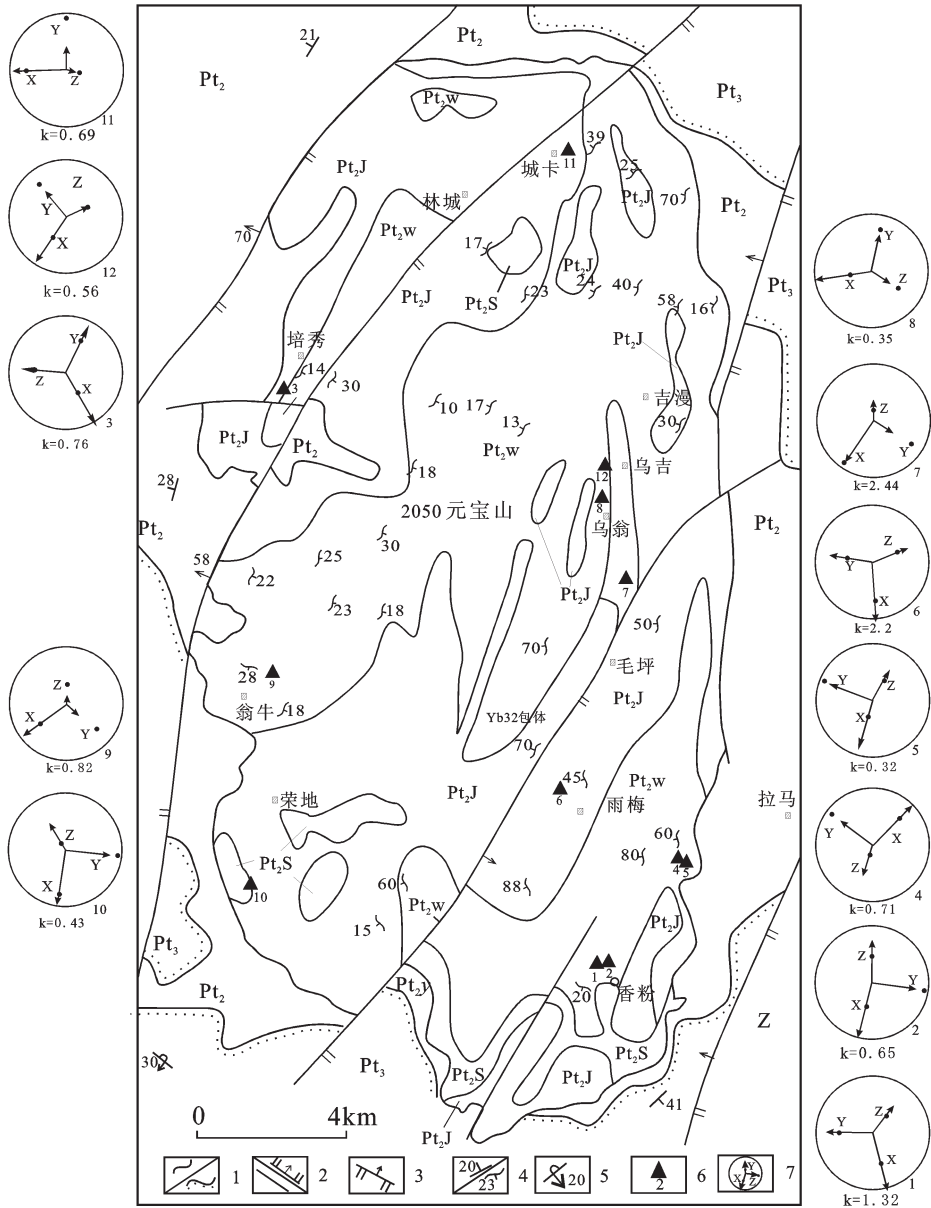 Y
X
Z
11
k=0.69
Z
Y
X
12
k=0.56
Y
Z
X
3
k=0.76
Z
X
Y
9
k=0.82
Z
Y
X
10
k=0.43
21
Pt₂
Pt₂
Pt₃
Pt₂w
39
城卡
11
25
Pt₂J
70
Pt₂J
林城
Pt₂
70
Pt₂w
17
Pt₂J
24
40
Pt₃
Pt₂J
Pt₂S
23
58
16
培秀
Pt₂J
14
3
30
吉漫
10
17
13
30
Pt₂J
Pt₂
Pt₂w
18
乌吉
12
28
8
2050元宝山
乌翁
Pt₂
Pt₂
30
58
25
22
Pt₂J
7
23
18
50
70
毛坪
28
9
Pt₂J
翁牛
18
Yb32包体
70
45
Pt₂w
Pt₂J
6
雨梅
拉马
荣地
60
80
4
5
Pt₂S
60
88
10
Pt₂w
15
Pt₂J
Pt₃
1
2
Pt₂
Pt₂y
20
香粉
Z
30
Pt₃
Pt₂S
Pt₂S
Pt₂J
41
0
4km
Pt₂J
1
2
3
20
23
4
20
5
2
6
Y
X
Z
7
Y
X
Z
8
k=0.35
Z
Y
X
7
k=2.44
Z
Y
X
6
k=2.2
Y
Z
X
5
k=0.32
Y
X
Z
4
k=0.71
Z
Y
X
2
k=0.65
Z
Y
X
1
k=1.32